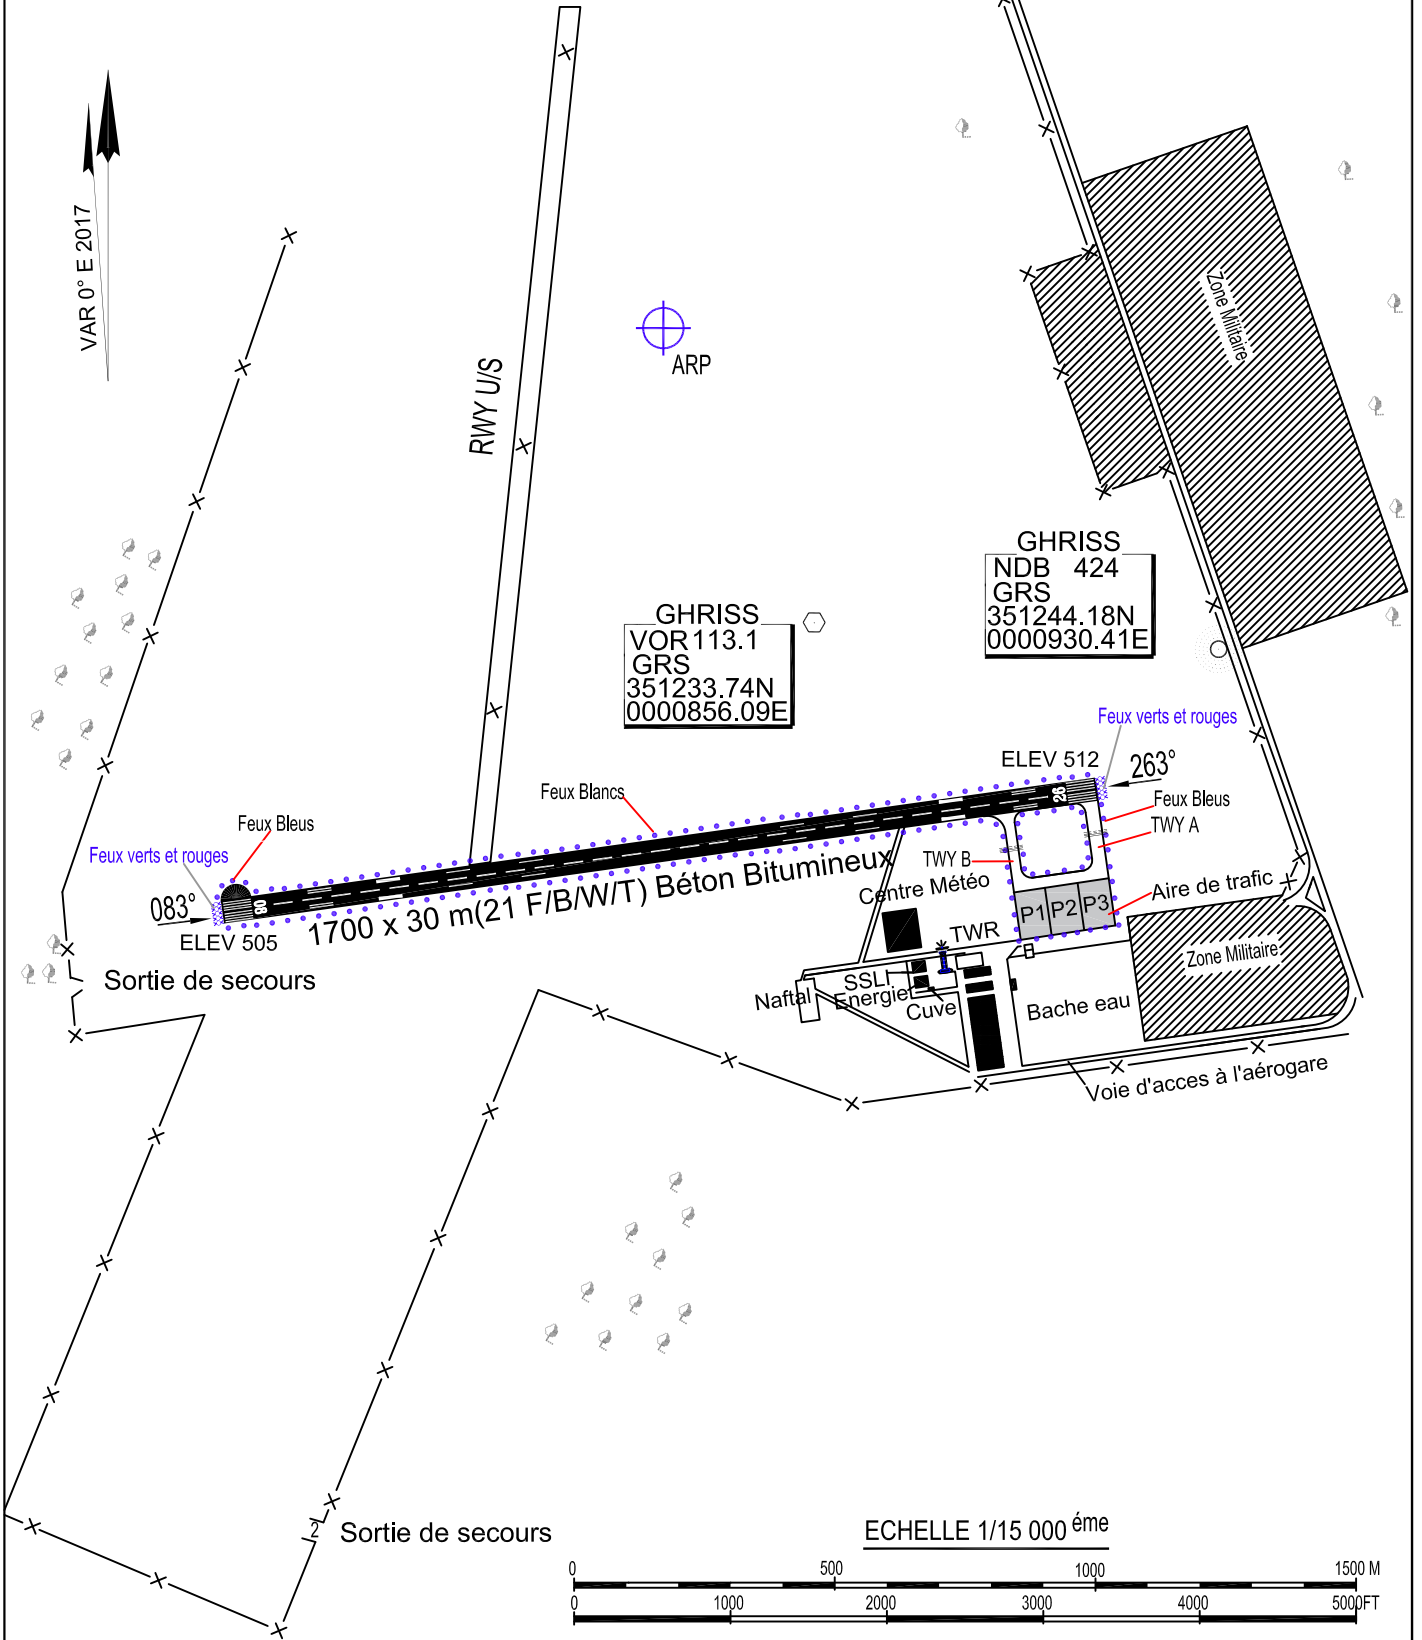 VAR 0° E 2017
RWY U/S
ARP
Zone Militaire
GHRISS
NDB 424
GRS
351244.18N
0000930.41E
GHRISS
VOR 113.1
GRS
351233.74N
0000856.09E
Feux verts et rouges
ELEV 512
263°
Feux Blancs
Feux Bleus
TWY A
26
Feux Bleus
Feux verts et rouges
083°
08
ELEV 505
1700 x 30 m(21 F/B/W/T) Béton Bitumineux
TWY B
Centre Météo
Aire de trafic
P1 P2 P3
TWR
Zone Militaire
Sortie de secours
SSLI
Naftal
Energie
Cuve
Bache eau
Voie d'acces à l'aérogare
2
Sortie de secours
ECHELLE 1/15 000 éme
0 500 1000 1500 M
0 1000 2000 3000 4000 5000FT